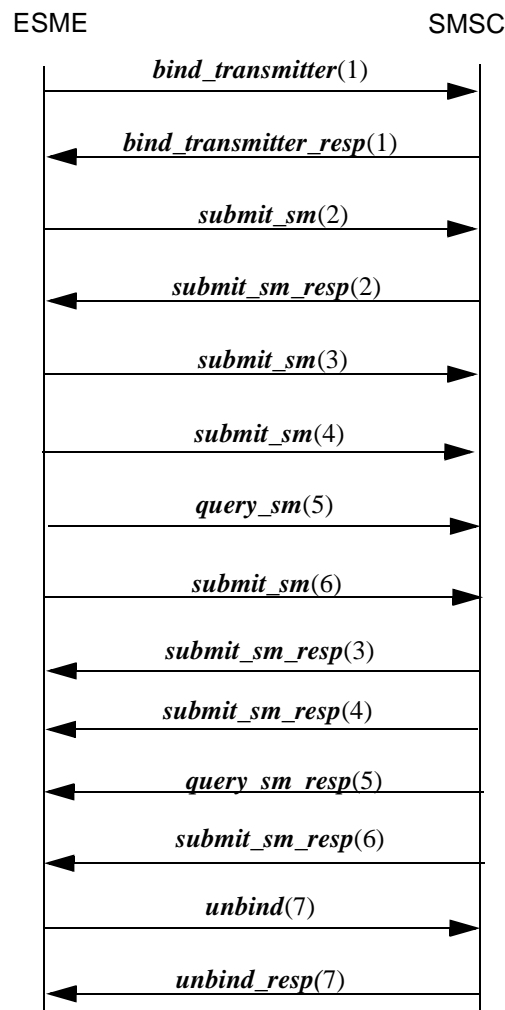 ESME SMSC
bind_transmitter(1)
bind_transmitter_resp(1)
submit_sm(2)
submit_sm_resp(2)
submit_sm(3)
submit_sm(4)
query_sm(5)
submit_sm(6)
submit_sm_resp(3)
submit_sm_resp(4)
query_sm_resp(5)
submit_sm_resp(6)
unbind(7)
unbind_resp(7)